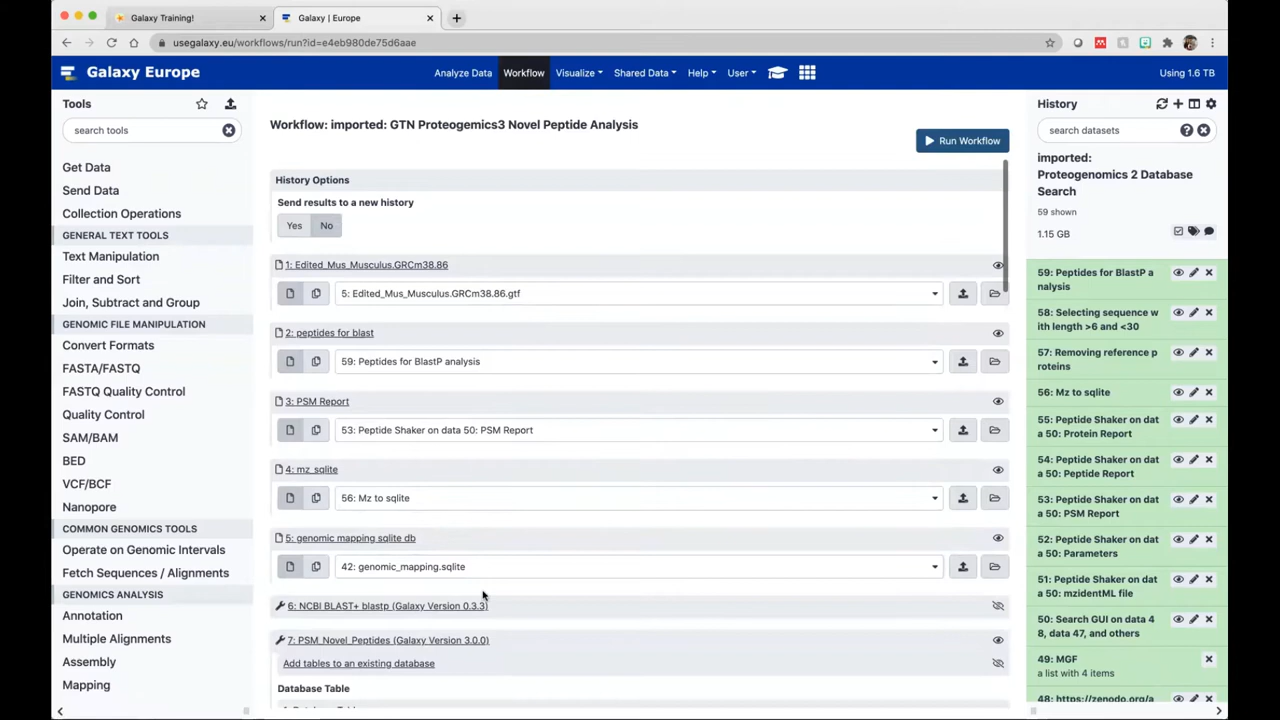 Galaxy Training!
Galaxy | Europe
usegalaxy.eu/workflows/run?id=e4eb980de75d6aae
Galaxy Europe
Analyze Data
Workflow
Visualize
Shared Data
Help
User
Using 1.6 TB
Tools
search tools
Get Data
Send Data
Collection Operations
GENERAL TEXT TOOLS
Text Manipulation
Filter and Sort
Join, Subtract and Group
GENOMIC FILE MANIPULATION
Convert Formats
FASTA/FASTQ
FASTQ Quality Control
Quality Control
SAM/BAM
BED
VCF/BCF
Nanopore
COMMON GENOMICS TOOLS
Operate on Genomic Intervals
Fetch Sequences / Alignments
GENOMICS ANALYSIS
Annotation
Multiple Alignments
Assembly
Mapping
Workflow: imported: GTN Proteogemics3 Novel Peptide Analysis
Run Workflow
History Options
Send results to a new history
Yes
No
1: Edited_Mus_Musculus.GRCm38.86
5: Edited_Mus_Musculus.GRCm38.86.gtf
2: peptides for blast
59: Peptides for BlastP analysis
3: PSM Report
53: Peptide Shaker on data 50: PSM Report
4: mz_sqlite
56: Mz to sqlite
5: genomic mapping sqlite db
42: genomic_mapping.sqlite
6: NCBI BLAST+ blastp (Galaxy Version 0.3.3)
7: PSM_Novel_Peptides (Galaxy Version 3.0.0)
Add tables to an existing database
Database Table
History
search datasets
imported:
Proteogenomics 2 Database
Search
59 shown
1.15 GB
59: Peptides for BlastP a
nalysis
58: Selecting sequence w
ith length >6 and <30
57: Removing reference p
roteins
56: Mz to sqlite
55: Peptide Shaker on dat
a 50: Protein Report
54: Peptide Shaker on dat
a 50: Peptide Report
53: Peptide Shaker on dat
a 50: PSM Report
52: Peptide Shaker on dat
a 50: Parameters
51: Peptide Shaker on dat
a 50: mzidentML file
50: Search GUI on data 4
8, data 47, and others
49: MGF
a list with 4 items
48: https://zenodo.org/a